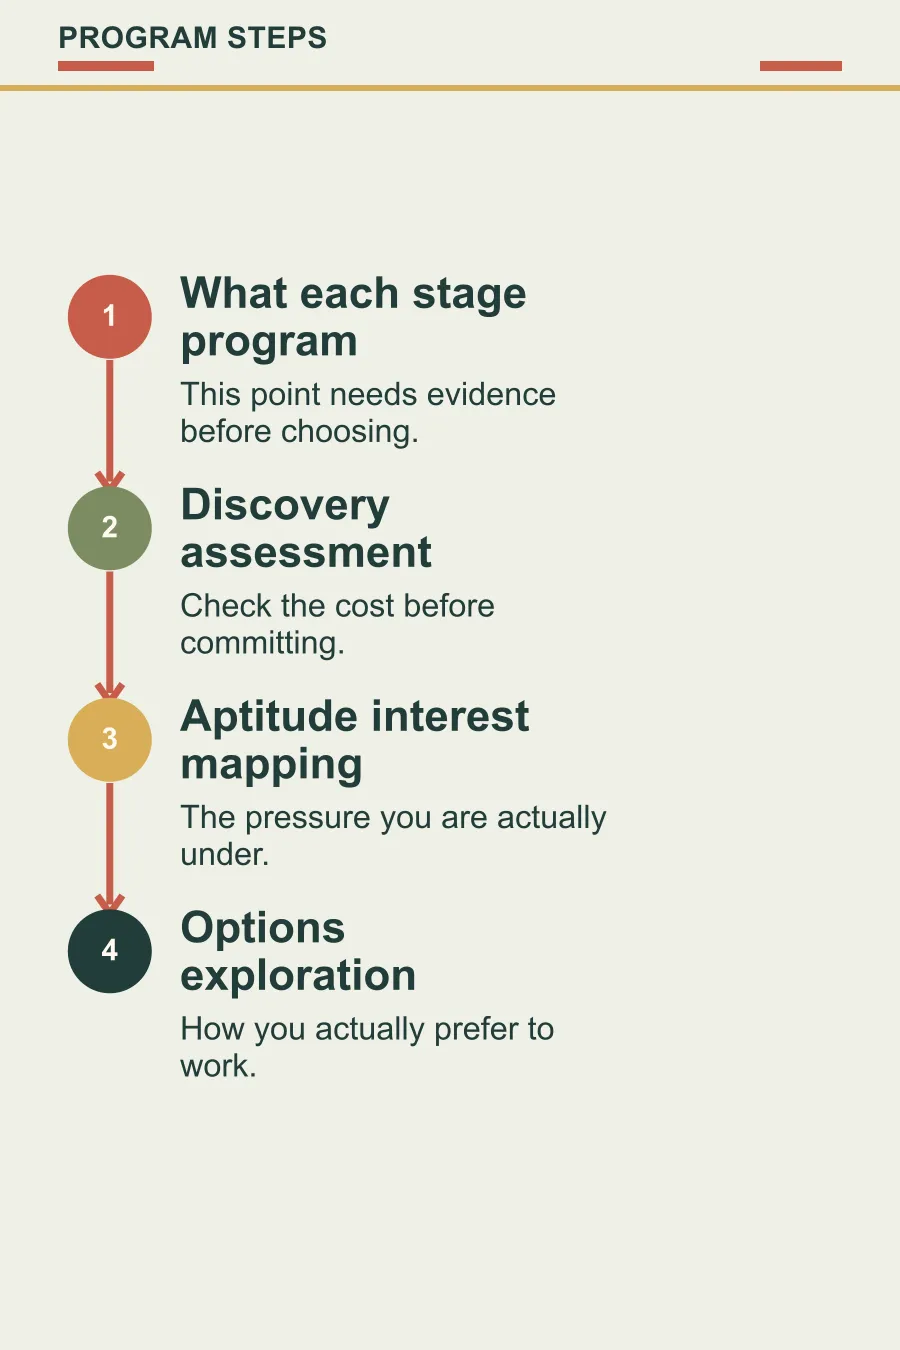 PROGRAM STEPS
1
What each stage
program
This point needs evidence
before choosing.
2
Discovery
assessment
Check the cost before
committing.
3
Aptitude interest
mapping
The pressure you are actually
under.
4
Options
exploration
How you actually prefer to
work.